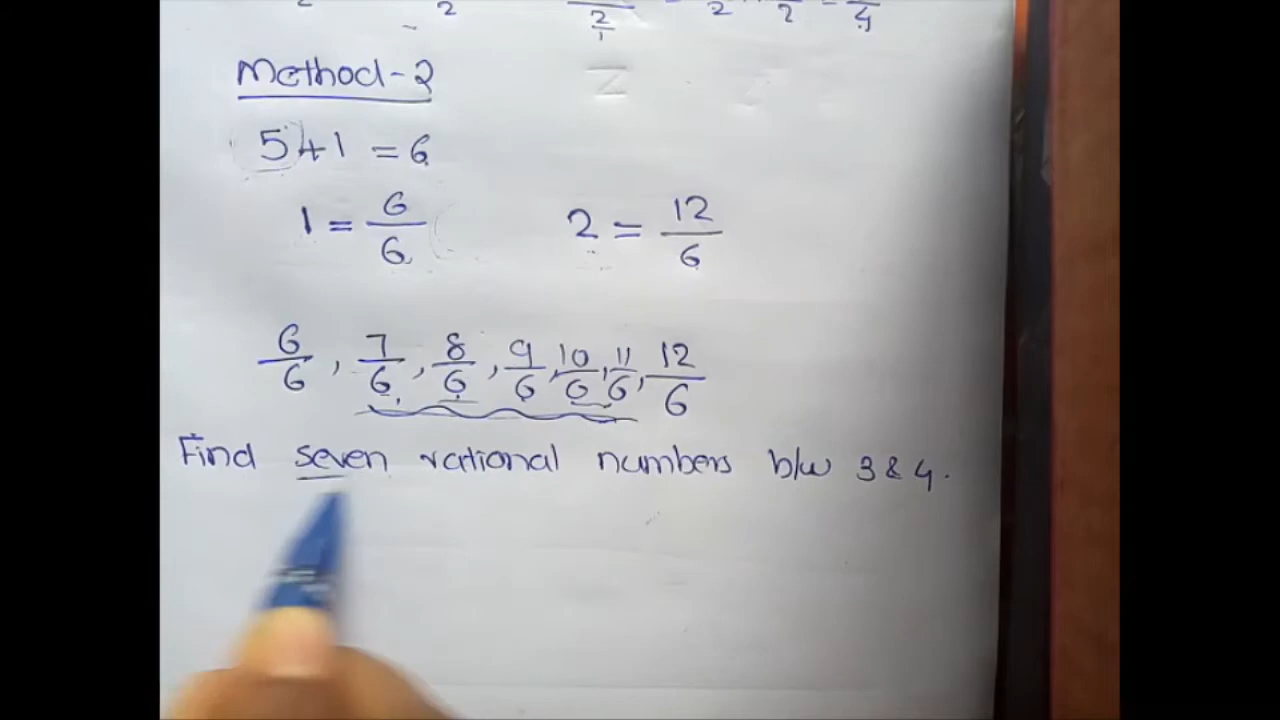 Method-2
5+1 = 6
1 = 6/6 2 = 12/6
6/6, 7/6, 8/6, 9/6, 10/6, 11/6, 12/6
Find seven rational numbers b/w 3 & 4.